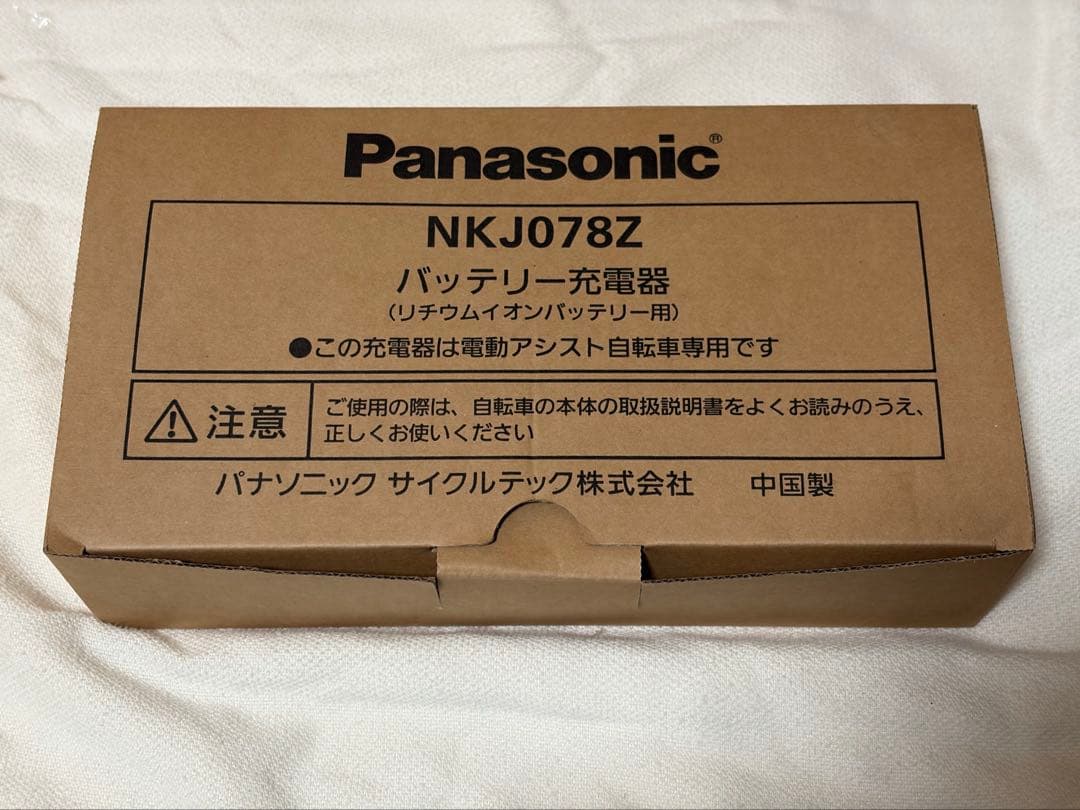 Panasonic®
NKJ078Z
バッテリー充電器
(リチウムイオンバッテリー用)
●この充電器は電動アシスト自転車専用です
注意
ご使用の際は、自転車の本体の取扱説明書をよくお読みのうえ、
正しくお使いください
パナソニック サイクルテック株式会社 中国製